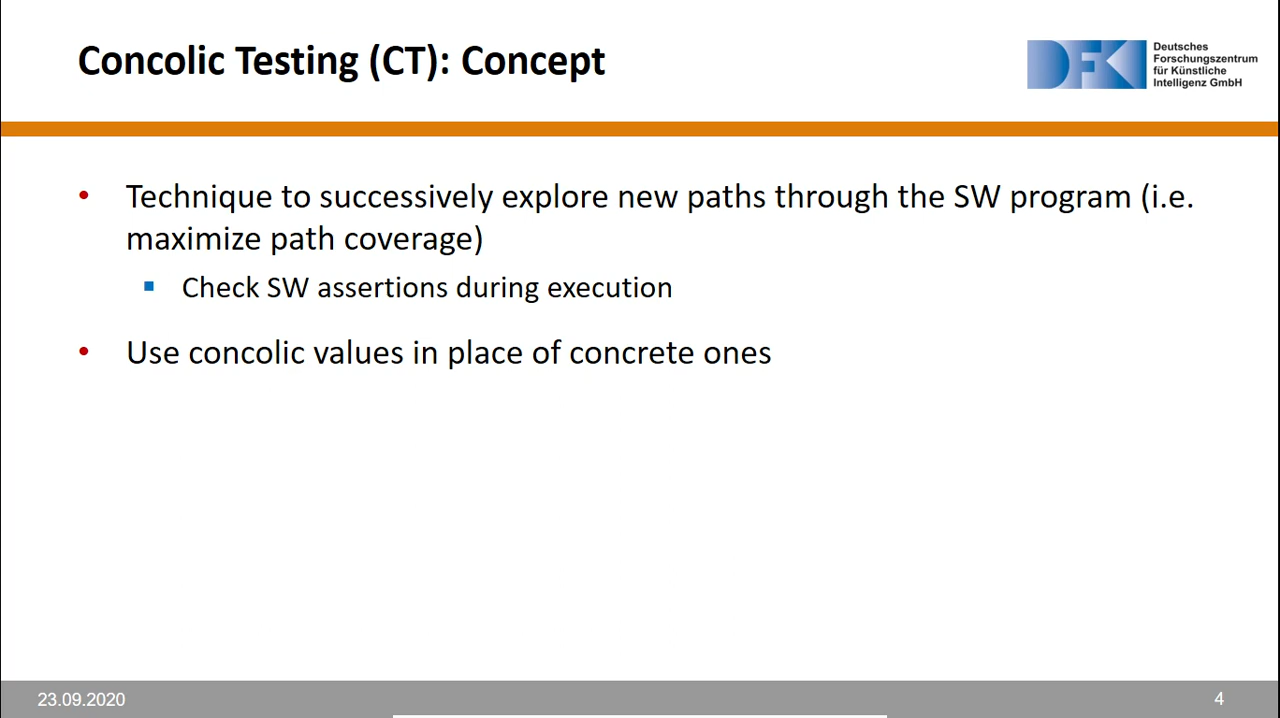 Concolic Testing (CT): Concept
DFKI
Deutsches
Forschungszentrum
für Künstliche
Intelligenz GmbH
• Technique to successively explore new paths through the SW program (i.e.
maximize path coverage)
▪ Check SW assertions during execution
• Use concolic values in place of concrete ones
23.09.2020
4